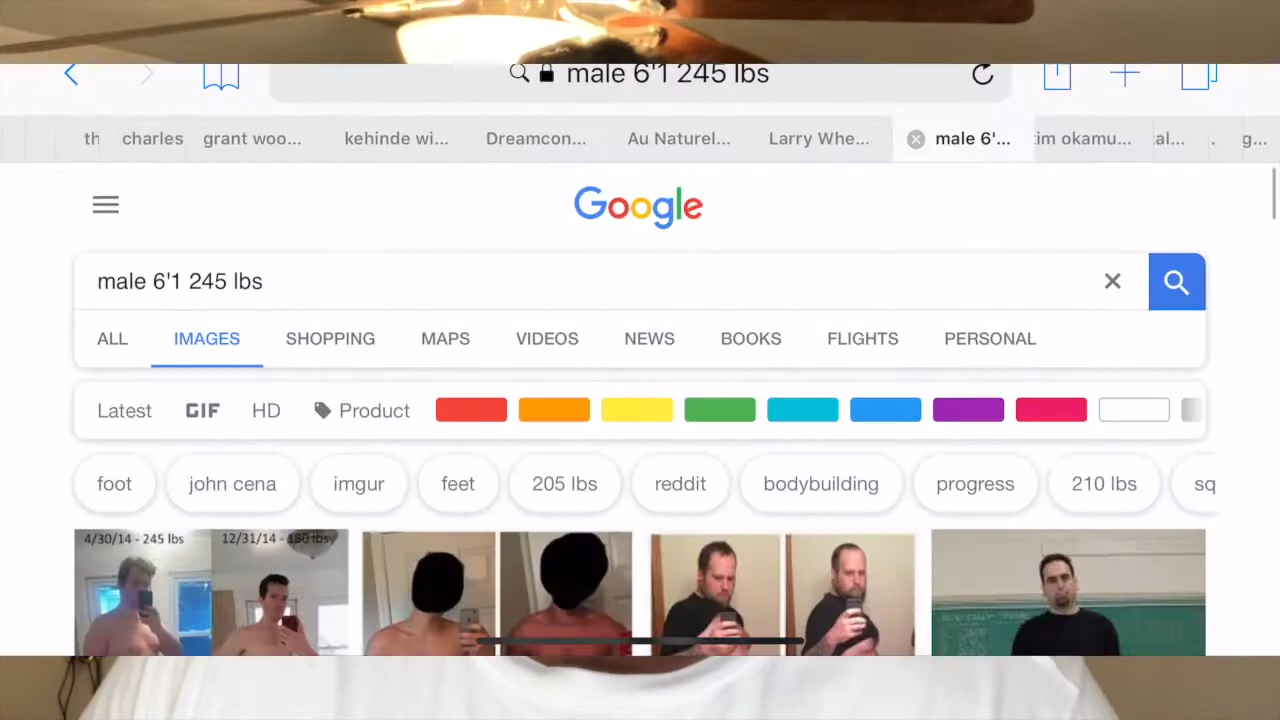 male 6'1 245 lbs
th charles grant woo... kehinde wi... Dreamcon... Au Naturel... Larry Whe... male 6'... im okamu... al... . g...
Google
male 6'1 245 lbs
ALL IMAGES SHOPPING MAPS VIDEOS NEWS BOOKS FLIGHTS PERSONAL
Latest GIF HD Product
foot john cena imgur feet 205 lbs reddit bodybuilding progress 210 lbs sq
4/30/14 - 245 lbs 12/31/14 - 180 lbs